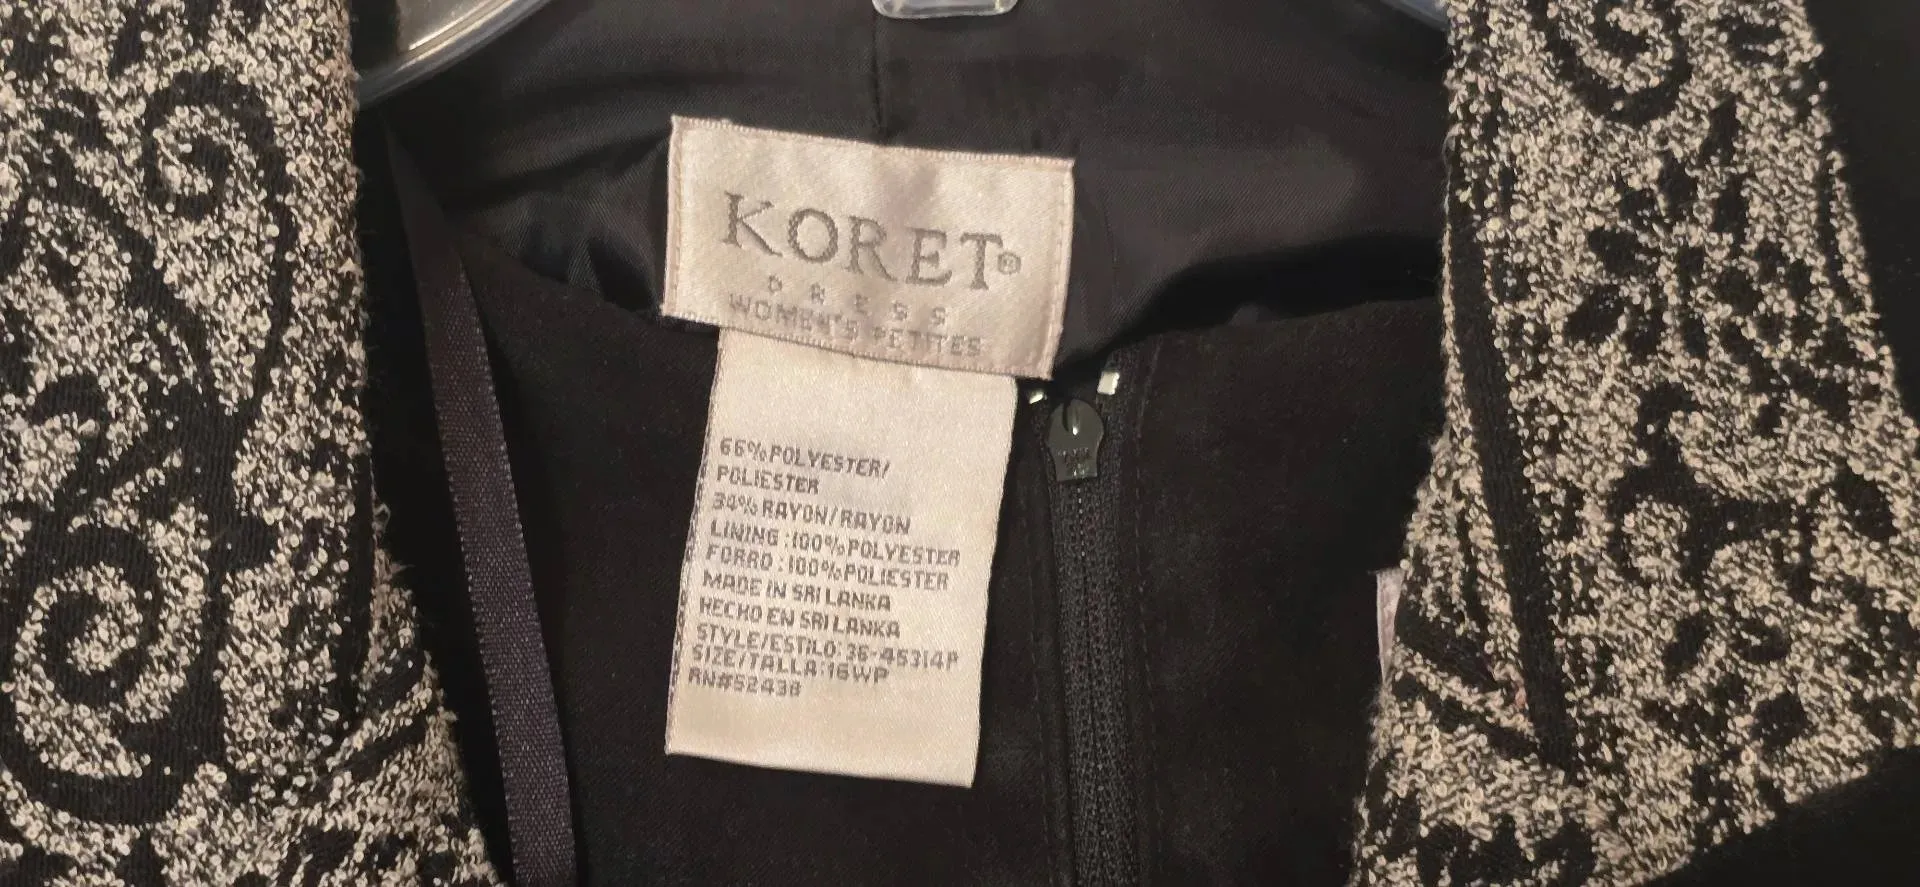 KORET®
DRESS
WOMEN'S PETITES
66% POLYESTER/
POLIESTER
34% RAYON/RAYON
LINING:100% POLYESTER
FORRO:100% POLIESTER
MADE IN SRI LANKA
HECHO EN SRI LANKA
STYLE/ESTILO:36-45314P
SIZE/TALLA:16WP
RN#52438